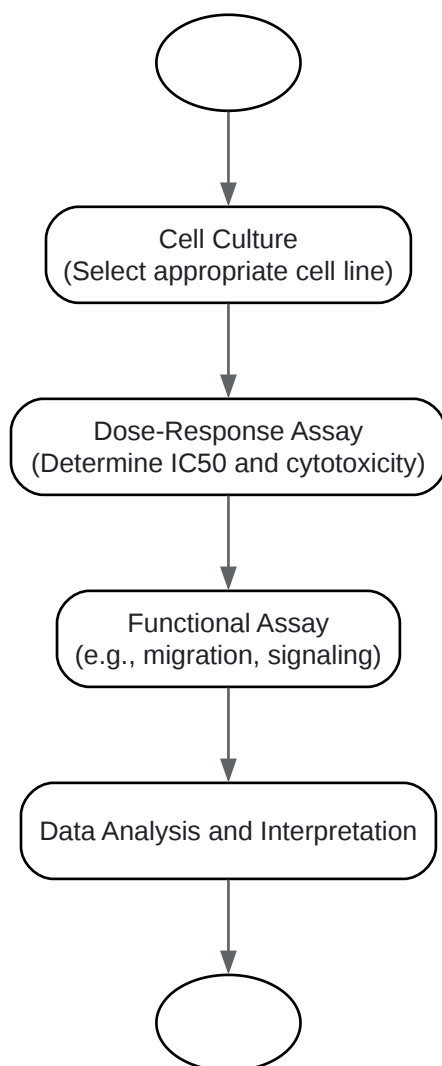 Cell Culture
(Select appropriate cell line)
Dose-Response Assay
(Determine IC50 and cytotoxicity)
Functional Assay
(e.g., migration, signaling)
Data Analysis and Interpretation